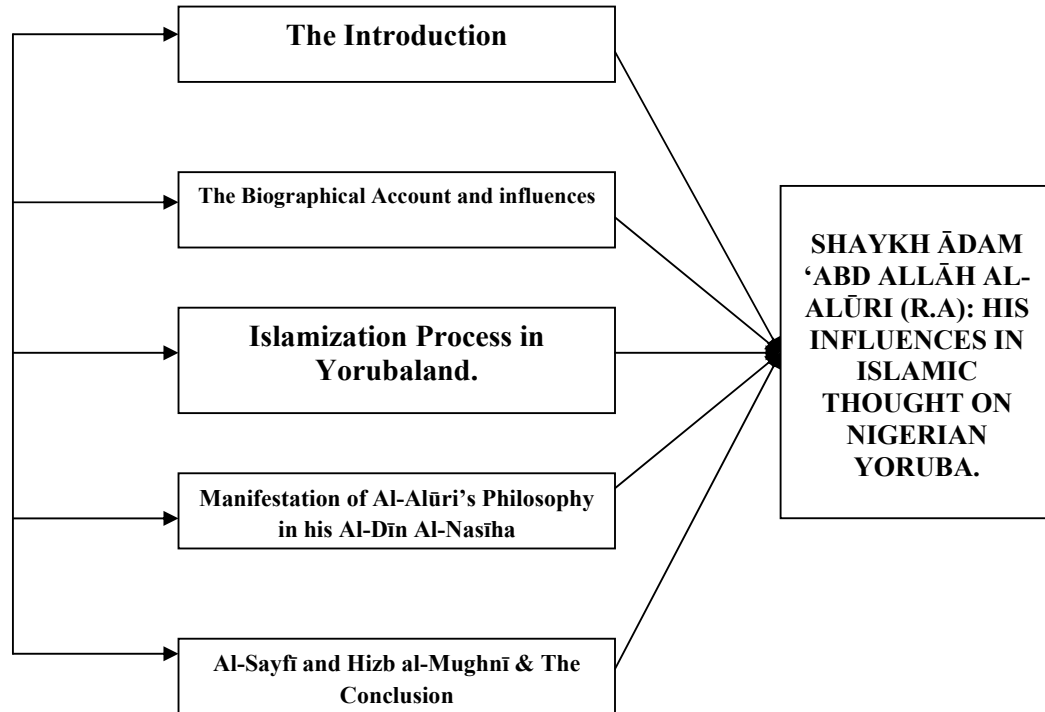 The Introduction
The Biographical Account and influences
Islamization Process in
Yorubaland.
Manifestation of Al-Alūri’s Philosophy
in his Al-Dīn Al-Nasīha
Al-Sayfī and Hizb al-Mughnī & The
Conclusion
SHAYKH ĀDAM
‘ABD ALLĀH AL-
ALŪRI (R.A): HIS
INFLUENCES IN
ISLAMIC
THOUGHT ON
NIGERIAN
YORUBA.